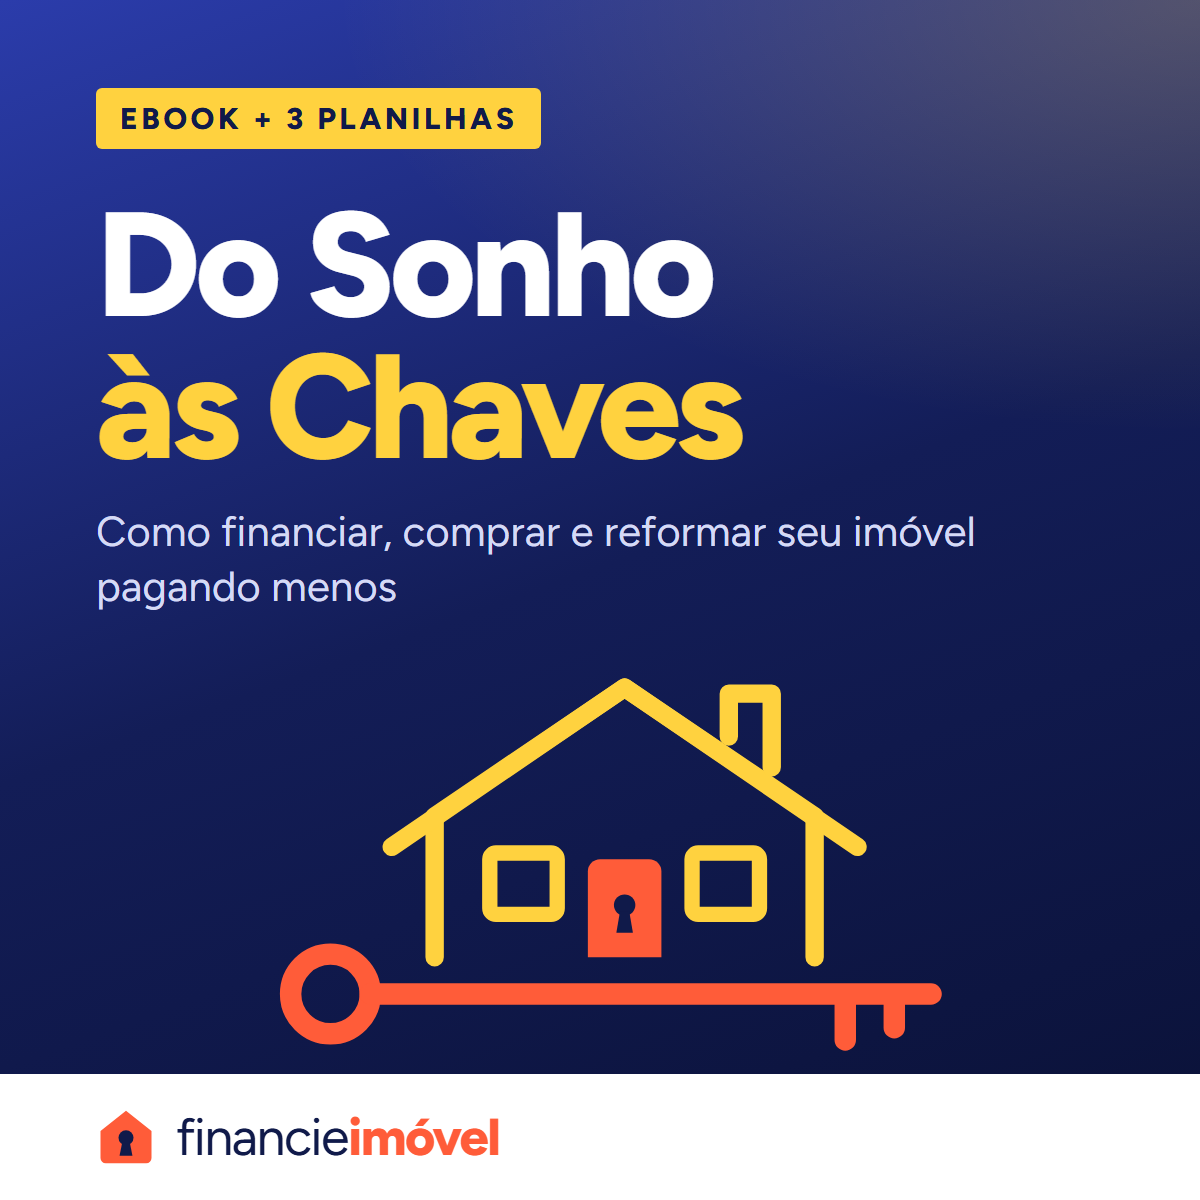 EBOOK + 3 PLANILHAS
Do Sonho
às Chaves
Como financiar, comprar e reformar seu imóvel
pagando menos
financieimóvel